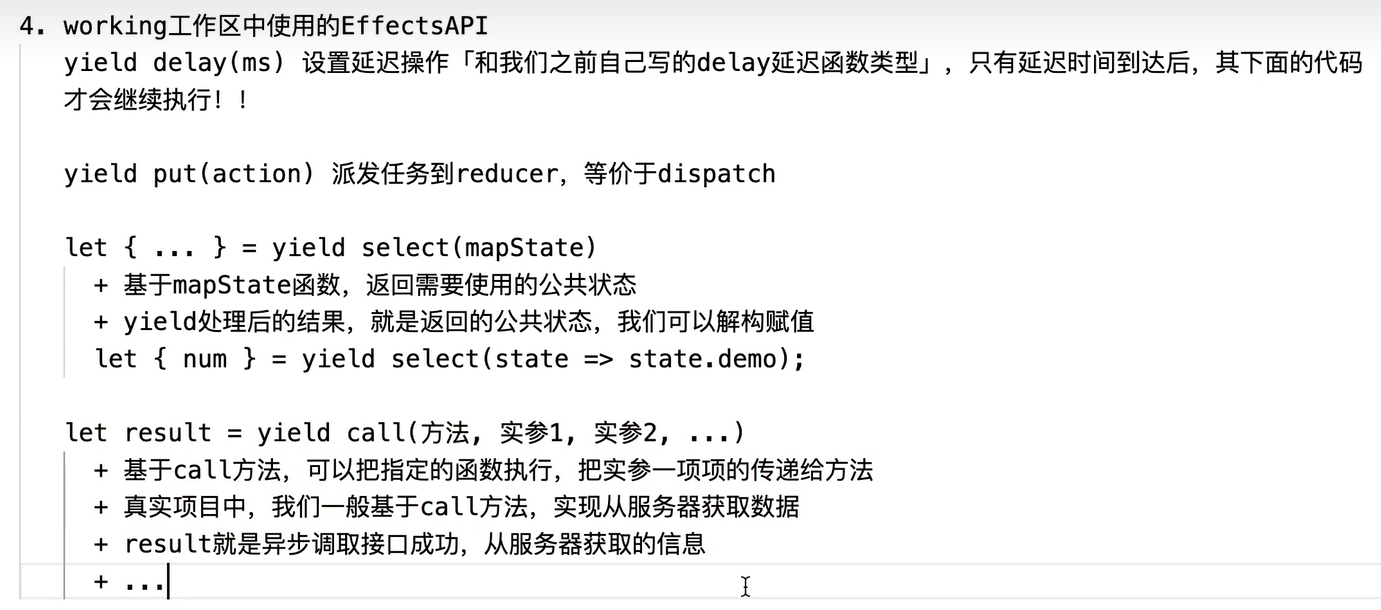 4. working工作区中使用的EffectsAPI
yield delay(ms) 设置延迟操作「和我们之前自己写的delay延迟函数类型」，只有延迟时间到达后，其下面的代码
才会继续执行！！
yield put(action) 派发任务到reducer，等价于dispatch
let { ... } = yield select(mapState)
+ 基于mapState函数，返回需要使用的公共状态
+ yield处理后的结果，就是返回的公共状态，我们可以解构赋值
let { num } = yield select(state => state.demo);
let result = yield call(方法, 实参1, 实参2, ...)
+ 基于call方法，可以把指定的函数执行，把实参一项项的传递给方法
+ 真实项目中，我们一般基于call方法，实现从服务器获取数据
+ result就是异步调取接口成功，从服务器获取的信息
+ ...